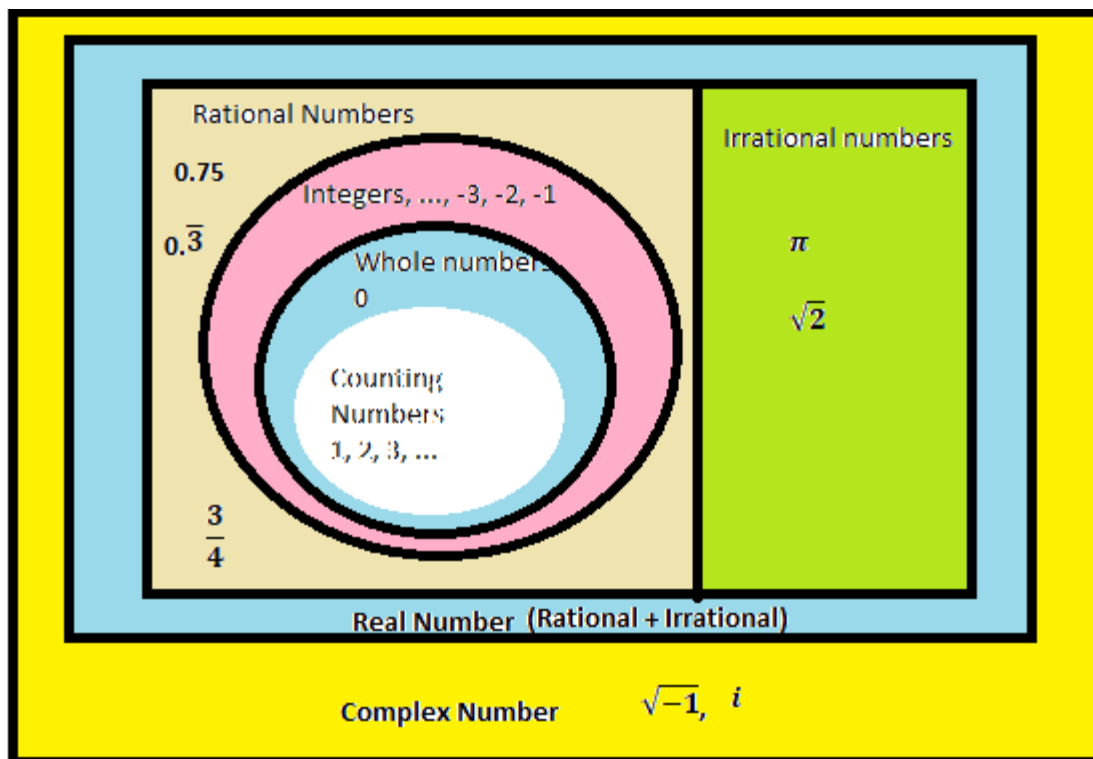 Rational Numbers
Irrational numbers
0.75
Integers, ..., -3, -2, -1
0.3̅
π
Whole numbers
0
√2̅
Counting
Numbers
1, 2, 3, ...
3/4
Real Number (Rational + Irrational)
Complex Number √-1, i